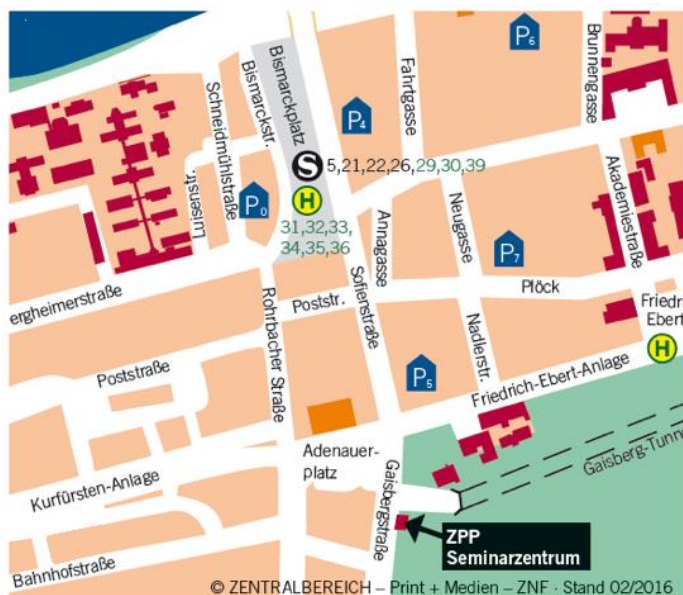 P6
Brunnengasse
Fahrtgasse
Bismarckplatz
Bismarckstr.
Schneidmühlstraße
P4
S 5,21,22,26,29,30,39
Luisenstr.
P0
H
31,32,33,
34,35,36
Annagasse
Neugasse
Akademiestraße
P7
ergheimerstraße
Rohrbacher Straße
Poststr.
Sofienstraße
Plöck
Friedri
Ebert
H
Poststraße
P5
Nadlerstr.
Friedrich-Ebert-Anlage
Adenauer-
platz
Gaisberg-Tunne
Kurfürsten-Anlage
Gaisbergstraße
ZPP
Seminarzentrum
Bahnhofstraße
© ZENTRALBEREICH – Print + Medien – ZNF · Stand 02/2016